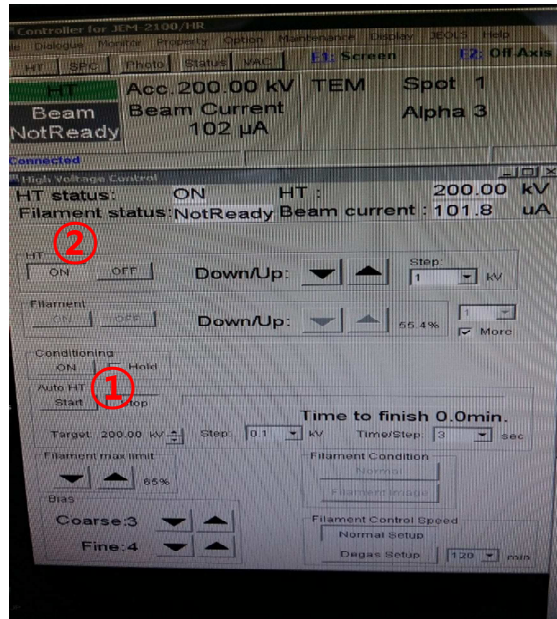 Controller for JEM-2100/HR
Dialogue Monitor Property Option Maintenance Display JEOLS Help
HT SPC Photo Status VAC F1: Screen F2: Off Axis
HT Acc. 200.00 kV TEM Spot 1
Beam NotReady Beam Current 102 µA Alpha 3
Connected
High Voltage Control
HT status: ON HT : 200.00 kV
Filament status: NotReady Beam current : 101.8 uA
②
HT
ON OFF Down/Up: Step: 1 kV
Filament
ON OFF Down/Up: 55.4% 1
More
Conditioning
ON Hold
①
Auto HT
Start Stop
Time to finish 0.0min.
Target: 200.00 kV Step: 0.1 kV Time/Step: 3 sec
Filament max limit Filament Condition
65% Normal
Filament Image
Bias
Coarse:3 Filament Control Speed
Normal Setup
Fine:4 Degas Setup 120 min